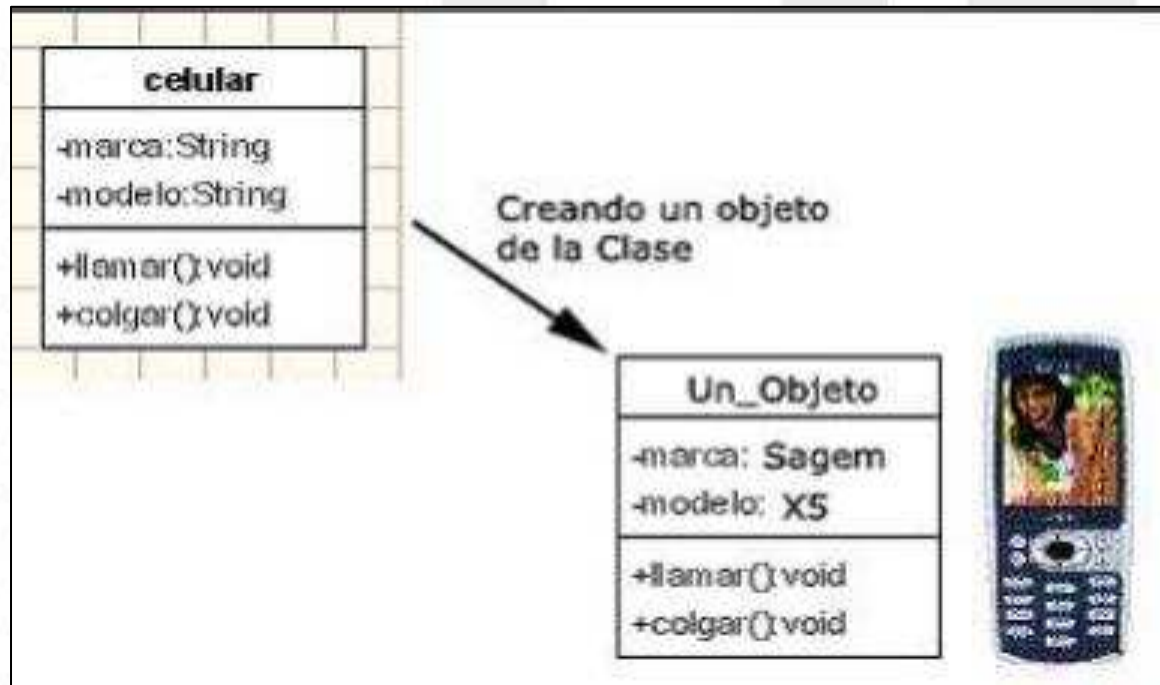 celular
-marca:String
-modelo:String
+llamar():void
+colgar():void
Creando un objeto
de la Clase
Un_Objeto
-marca: Sagem
-modelo: X5
+llamar():void
+colgar():void